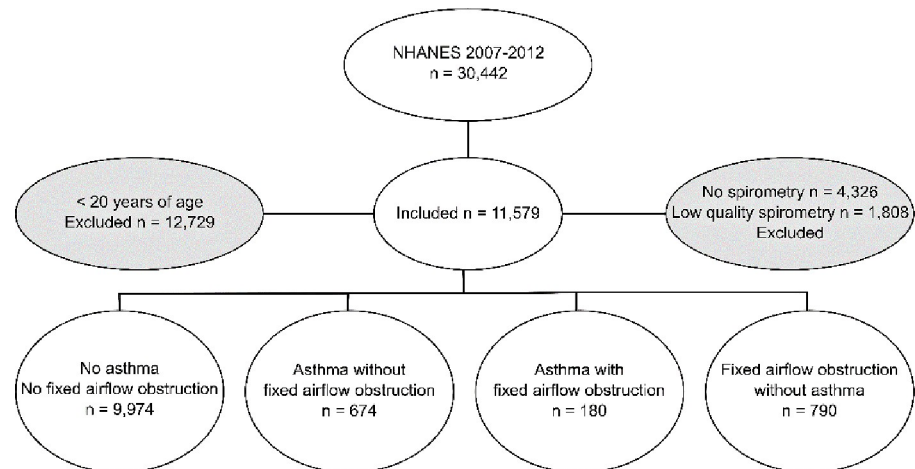 NHANES 2007-2012
n = 30,442
< 20 years of age
Excluded n = 12,729
Included n = 11,579
No spirometry n = 4,326
Low quality spirometry n = 1,808
Excluded
No asthma
No fixed airflow obstruction
n = 9,974
Asthma without
fixed airflow obstruction
n = 674
Asthma with
fixed airflow obstruction
n = 180
Fixed airflow obstruction
without asthma
n = 790